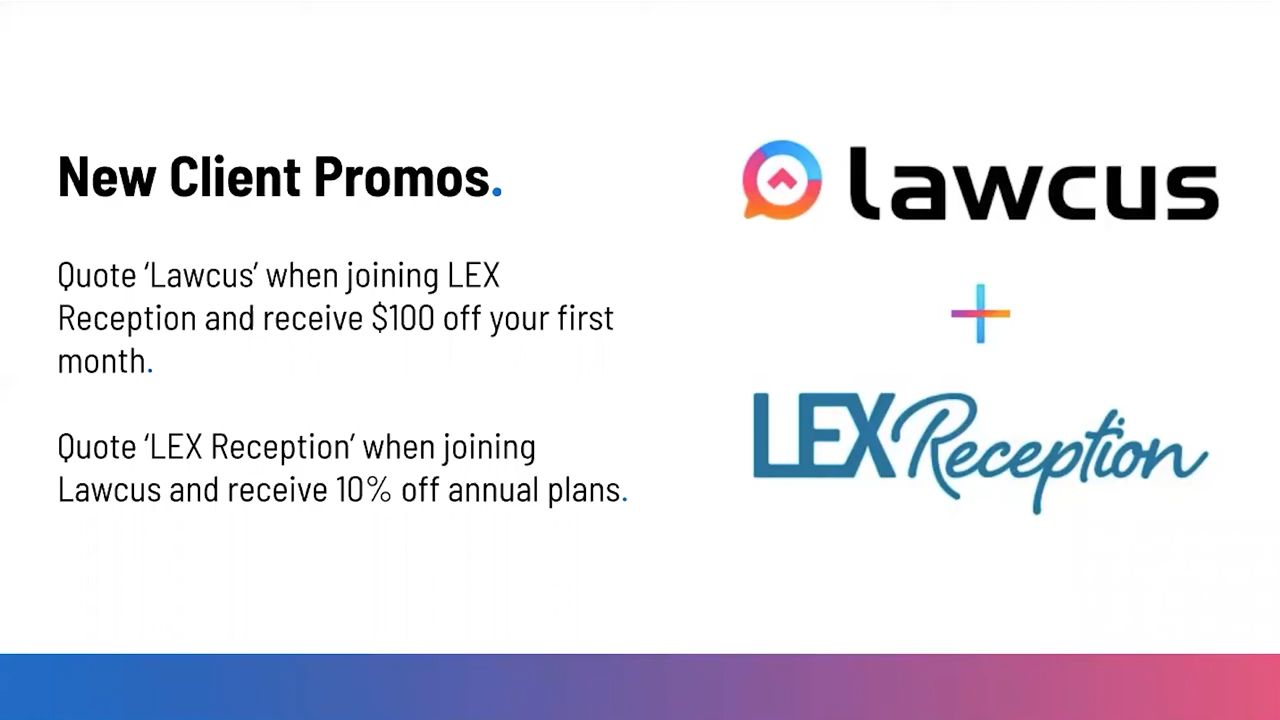 New Client Promos.
Quote ‘Lawcus’ when joining LEX
Reception and receive $100 off your first
month.
Quote ‘LEX Reception’ when joining
Lawcus and receive 10% off annual plans.
lawcus
+
LEX Reception